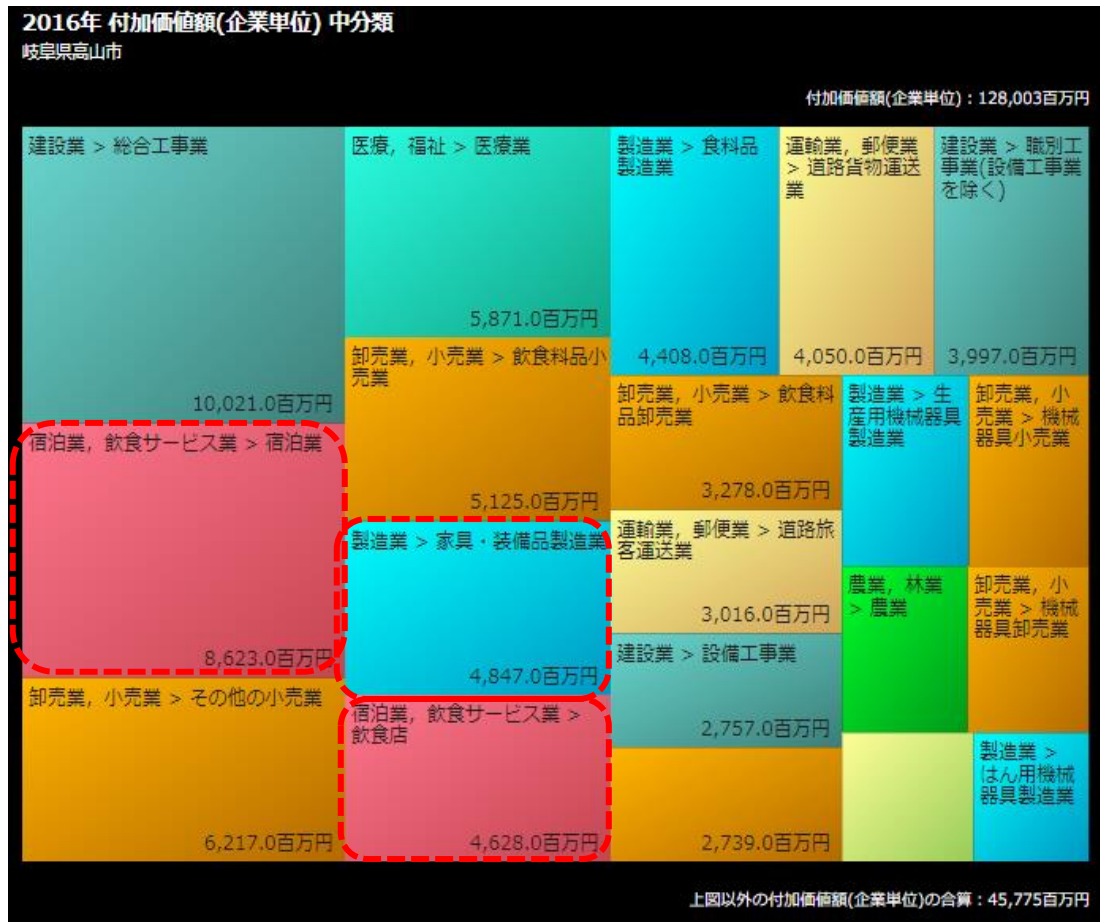 2016年 付加価値額(企業単位) 中分類
岐阜県高山市
付加価値額(企業単位)：128,003百万円
建設業 > 総合工事業
10,021.0百万円
宿泊業, 飲食サービス業 > 宿泊業
8,623.0百万円
卸売業, 小売業 > その他の小売業
6,217.0百万円
医療, 福祉 > 医療業
5,871.0百万円
卸売業, 小売業 > 飲食料品小
売業
5,125.0百万円
製造業 > 家具・装備品製造業
4,847.0百万円
宿泊業, 飲食サービス業 >
飲食店
4,628.0百万円
製造業 > 食料品
製造業
4,408.0百万円
運輸業, 郵便業
> 道路貨物運送
業
4,050.0百万円
建設業 > 職別工
事業(設備工事業
を除く)
3,997.0百万円
卸売業, 小売業 > 飲食料
品卸売業
3,278.0百万円
運輸業, 郵便業 > 道路旅
客運送業
3,016.0百万円
建設業 > 設備工事業
2,757.0百万円
2,739.0百万円
製造業 > 生
産用機械器具
製造業
卸売業, 小
売業 > 機械
器具小売業
農業, 林業
> 農業
卸売業, 小
売業 > 機械
器具卸売業
製造業 >
はん用機械
器具製造業
上図以外の付加価値額(企業単位)の合算：45,775百万円